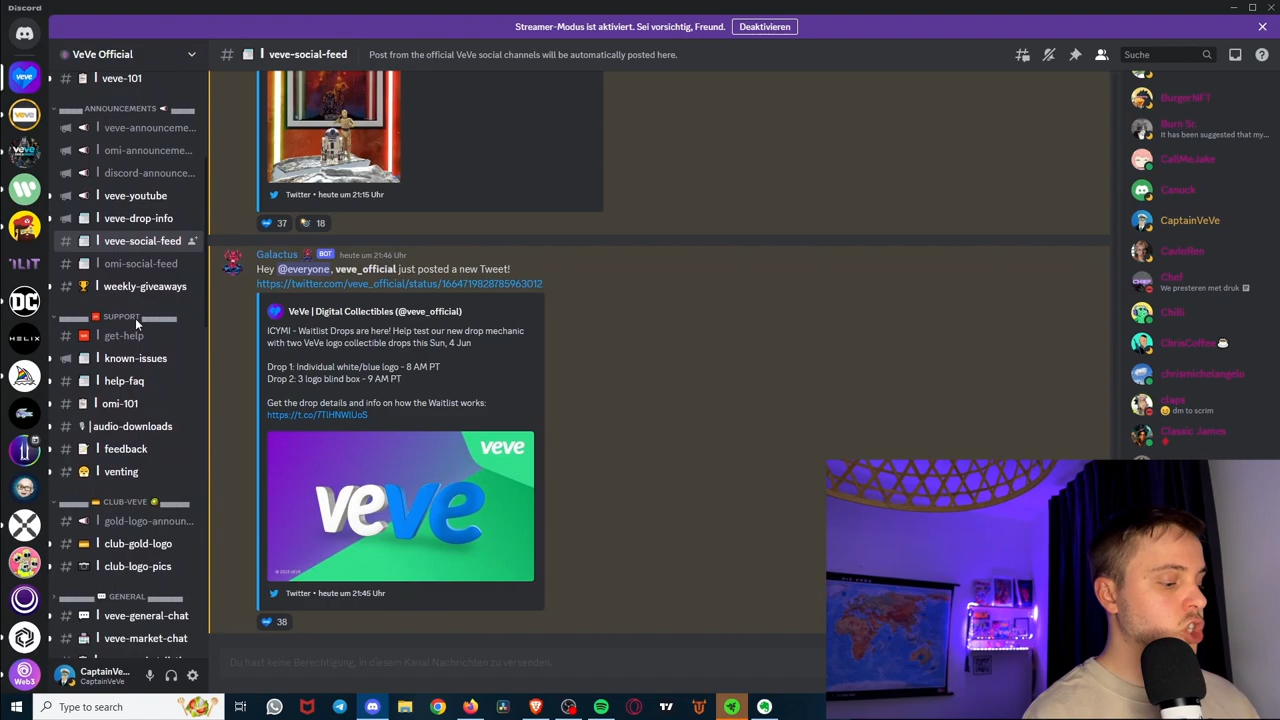 Discord
Streamer-Modus ist aktiviert. Sei vorsichtig, Freund.
Deaktivieren
VeVe Official
veve-social-feed
Post from the official VeVe social channels will be automatically posted here.
Suche
veve-101
ANNOUNCEMENTS
veve-announceme...
omi-announceme...
discord-announce...
veve-youtube
veve-drop-info
veve-social-feed
omi-social-feed
weekly-giveaways
SUPPORT
get-help
known-issues
help-faq
omi-101
audio-downloads
feedback
venting
CLUB-VEVE
gold-logo-announ...
club-gold-logo
club-logo-pics
GENERAL
veve-general-chat
veve-market-chat
CaptainVe...
CaptainVeVe
Twitter • heute um 21:15 Uhr
37
18
Galactus BOT heute um 21:46 Uhr
Hey @everyone, veve_official just posted a new Tweet!
https://twitter.com/veve_official/status/1664719828785963012
VeVe | Digital Collectibles (@veve_official)
ICYMI - Waitlist Drops are here! Help test our new drop mechanic
with two VeVe logo collectible drops this Sun, 4 Jun
Drop 1: Individual white/blue logo - 8 AM PT
Drop 2: 3 logo blind box - 9 AM PT
Get the drop details and info on how the Waitlist works:
https://t.co/7TlHNWlUoS
veve
veve
Twitter • heute um 21:45 Uhr
38
Du hast keine Berechtigung, in diesem Kanal Nachrichten zu versenden.
BurgerNFT
Burn Sr.
It has been suggested that my...
CallMeJake
Canuck
CaptainVeVe
CavloRen
Chef
We presteren met druk
Chilli
ChrisCoffee
chrismichelangelo
claps
dm to scrim
Classic James
veve
DC
HELIX
Web3
Type here to search